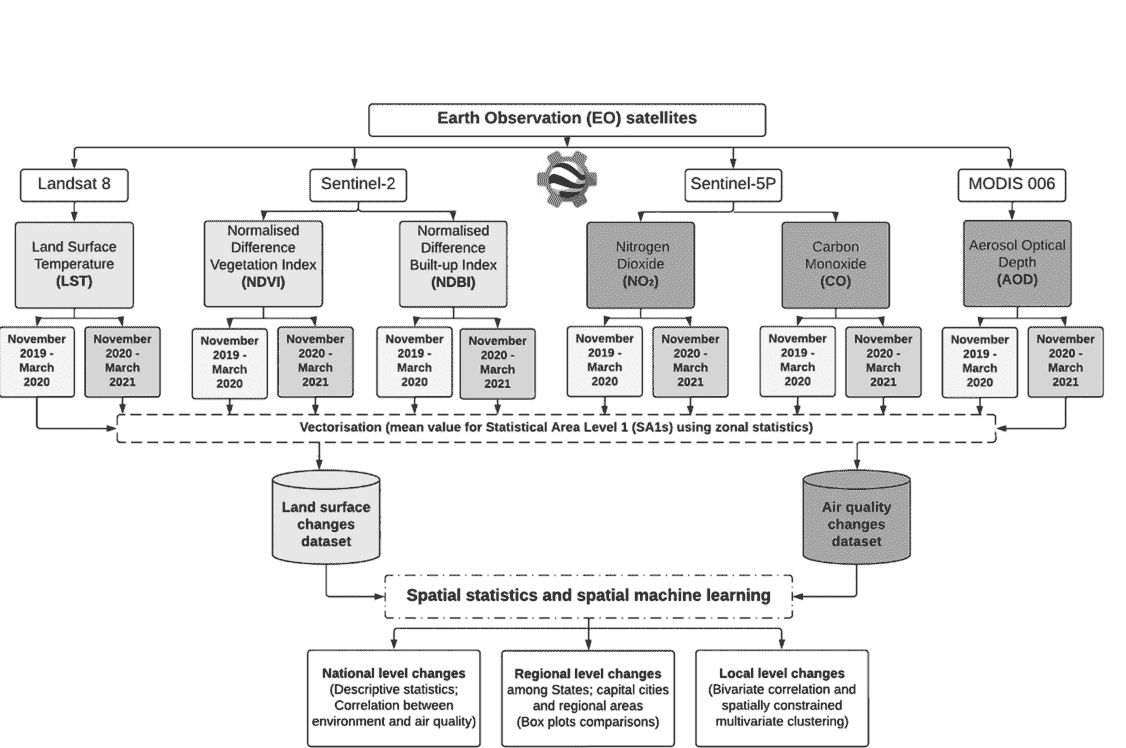 Earth Observation (EO) satellites
Landsat 8
Sentinel-2
Sentinel-5P
MODIS 006
Land Surface
Temperature
(LST)
Normalised
Difference
Vegetation Index
(NDVI)
Normalised
Difference
Built-up Index
(NDBI)
Nitrogen
Dioxide
(NO₂)
Carbon
Monoxide
(CO)
Aerosol Optical
Depth
(AOD)
November
2019 -
March
2020
November
2020 -
March
2021
November
2019 -
March
2020
November
2020 -
March
2021
November
2019 -
March
2020
November
2020 -
March
2021
November
2019 -
March
2020
November
2020 -
March
2021
November
2019 -
March
2020
November
2020 -
March
2021
November
2019 -
March
2020
November
2020 -
March
2021
Vectorisation (mean value for Statistical Area Level 1 (SA1s) using zonal statistics)
Land surface
changes
dataset
Air quality
changes
dataset
Spatial statistics and spatial machine learning
National level changes
(Descriptive statistics;
Correlation between
environment and air quality)
Regional level changes
among States; capital cities
and regional areas
(Box plots comparisons)
Local level changes
(Bivariate correlation and
spatially constrained
multivariate clustering)